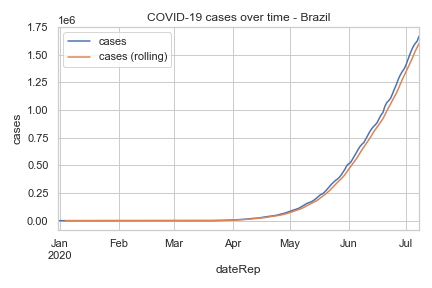 COVID-19 cases over time - Brazil
1e6
cases
cases (rolling)
1.75
1.50
1.25
1.00
0.75
0.50
0.25
0.00
cases
Jan
2020
Feb
Mar
Apr
May
Jun
Jul
dateRep